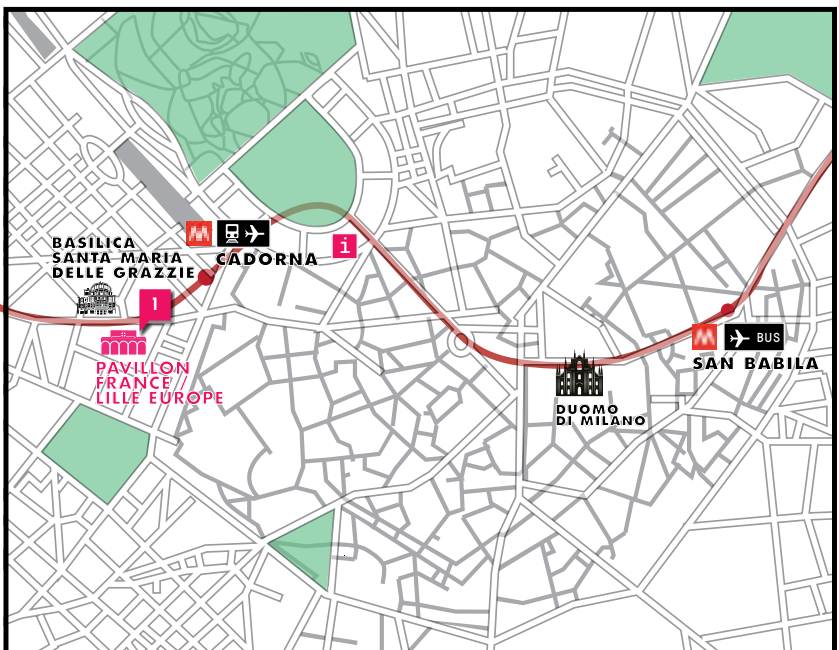 BASILICA
SANTA MARIA
DELLE GRAZZIE
M
CADORNA
i
1
PAVILLON
FRANCE /
LILLE EUROPE
DUOMO
DI MILANO
M
BUS
SAN BABILA